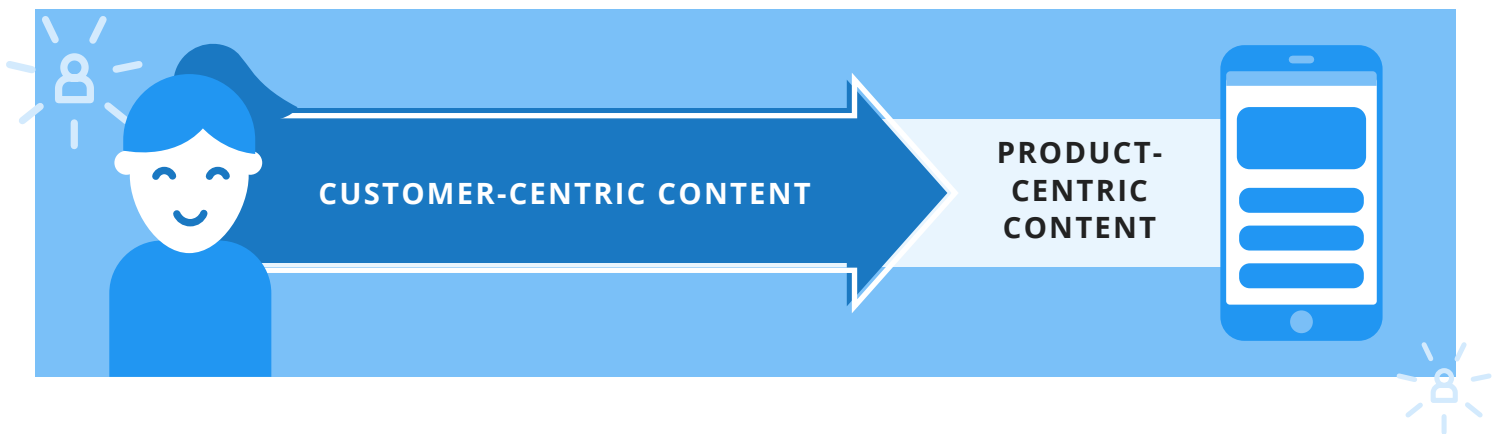 CUSTOMER-CENTRIC CONTENT
PRODUCT-
CENTRIC
CONTENT